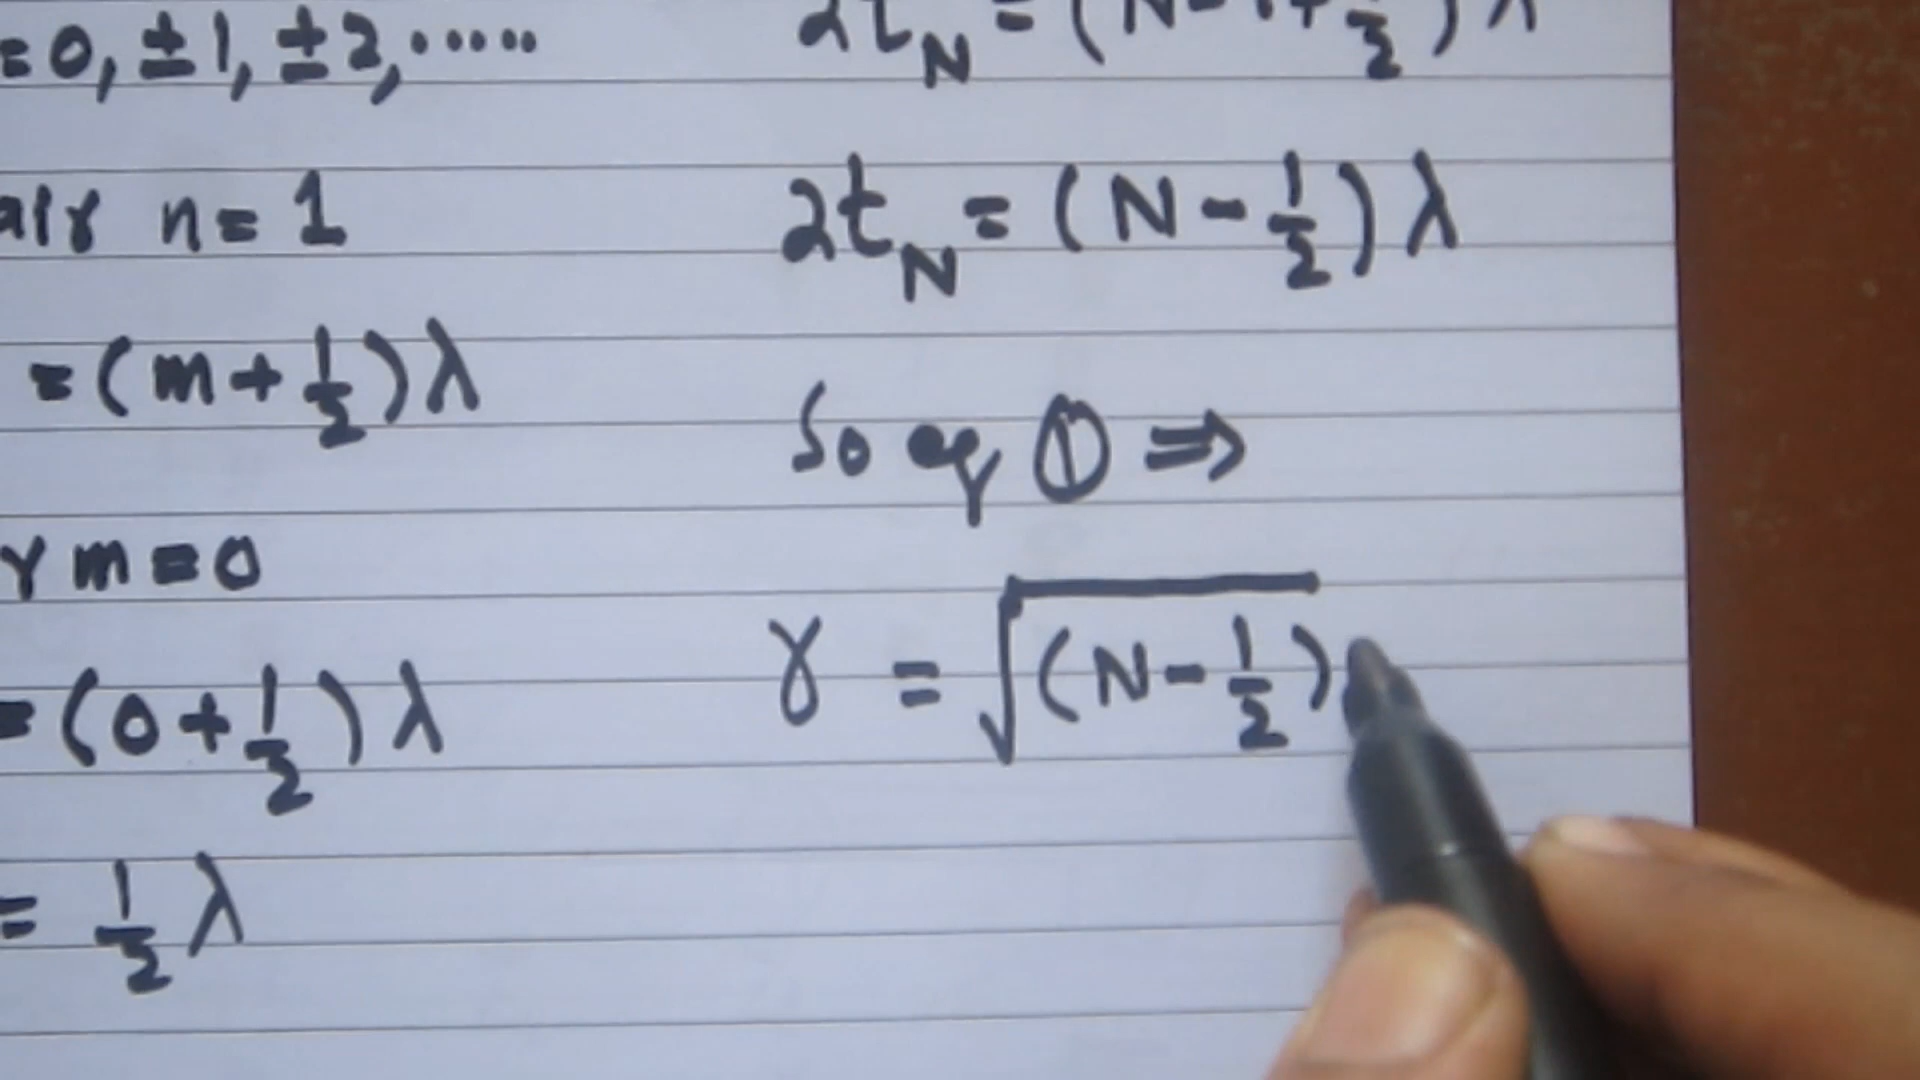 =0, ±1, ±2, .....
air n=1
=(m+1/2)λ
r m=0
=(0+1/2)λ
= 1/2 λ
2t_N = (N-1+1/2)λ
2t_N = (N-1/2)λ
So eq ① ⇒
r = √(N-1/2)